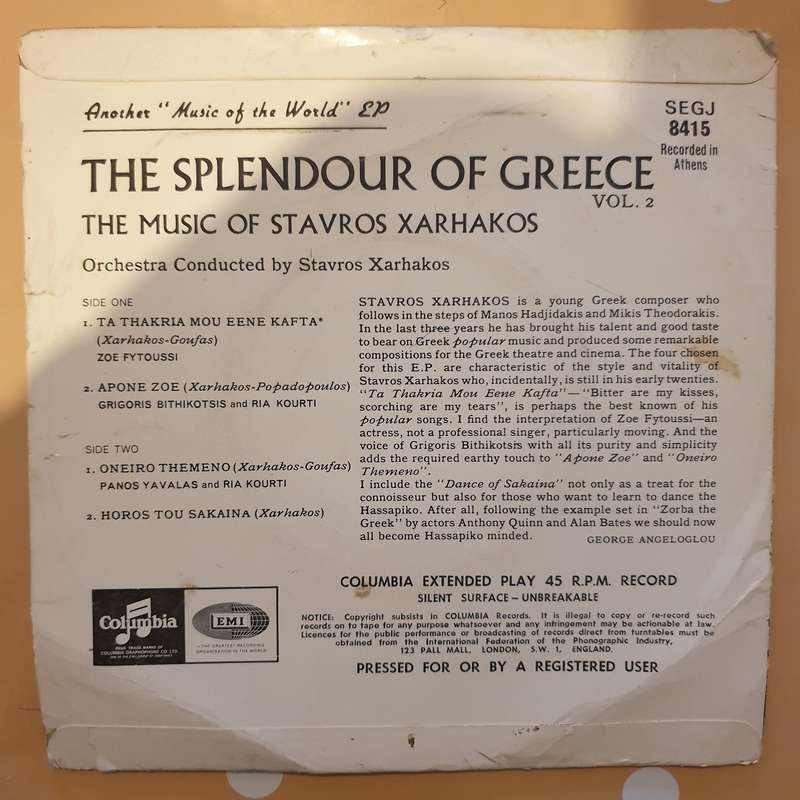 Another "Music of the World" EP
SEGJ
8415
Recorded in
Athens
THE SPLENDOUR OF GREECE
VOL. 2
THE MUSIC OF STAVROS XARHAKOS
Orchestra Conducted by Stavros Xarhakos
SIDE ONE
1. TA THAKRIA MOU EENE KAFTA*
(Xarhakos-Goufas)
ZOE FYTOUSSI
2. APONE ZOE (Xarhakos-Popadopoulos)
GRIGORIS BITHIKOTSIS and RIA KOURTI
SIDE TWO
1. ONEIRO THEMENO (Xarhakos-Goufas)
PANOS YAVALAS and RIA KOURTI
2. HOROS TOU SAKAINA (Xarhakos)
STAVROS XARHAKOS is a young Greek composer who
follows in the steps of Manos Hadjidakis and Mikis Theodorakis.
In the last three years he has brought his talent and good taste
to bear on Greek popular music and produced some remarkable
compositions for the Greek theatre and cinema. The four chosen
for this E.P. are characteristic of the style and vitality of
Stavros Xarhakos who, incidentally, is still in his early twenties.
"Ta Thakria Mou Eene Kafta"—"Bitter are my kisses,
scorching are my tears", is perhaps the best known of his
popular songs. I find the interpretation of Zoe Fytoussi—an
actress, not a professional singer, particularly moving. And the
voice of Grigoris Bithikotsis with all its purity and simplicity
adds the required earthy touch to "Apone Zoe" and "Oneiro
Themeno".
I include the "Dance of Sakaina" not only as a treat for the
connoisseur but also for those who want to learn to dance the
Hassapiko. After all, following the example set in "Zorba the
Greek" by actors Anthony Quinn and Alan Bates we should now
all become Hassapiko minded.
GEORGE ANGELOGLOU
COLUMBIA EXTENDED PLAY 45 R.P.M. RECORD
SILENT SURFACE – UNBREAKABLE
NOTICE: Copyright subsists in COLUMBIA Records. It is illegal to copy or re-record such
records on to tape for any purpose whatsoever and any infringement may be actionable at law.
Licences for the public performance or broadcasting of records direct from turntables must be
obtained from the International Federation of the Phonographic Industry,
123 PALL MALL, LONDON, S.W. 1, ENGLAND.
PRESSED FOR OR BY A REGISTERED USER
Columbia
REGD. TRADE MARKS OF
COLUMBIA GRAPHOPHONE CO LTD
EMI
—THE GREATEST RECORDING
ORGANISATION IN THE WORLD